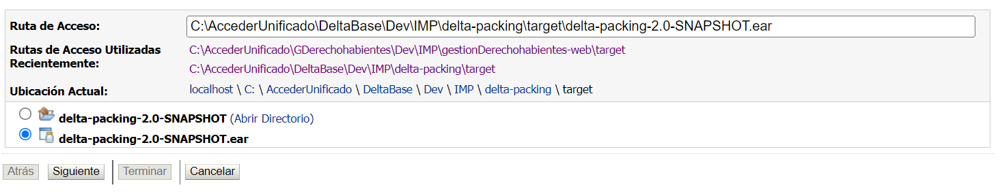 Ruta de Acceso: C:\AccederUnificado\DeltaBase\Dev\IMP\delta-packing\target\delta-packing-2.0-SNAPSHOT.ear
Rutas de Acceso Utilizadas Recientemente: C:\AccederUnificado\GDerechohabientes\Dev\IMP\gestionDerechohabientes-web\target
C:\AccederUnificado\DeltaBase\Dev\IMP\delta-packing\target
Ubicación Actual: localhost \ C: \ AccederUnificado \ DeltaBase \ Dev \ IMP \ delta-packing \ target
delta-packing-2.0-SNAPSHOT (Abrir Directorio)
delta-packing-2.0-SNAPSHOT.ear
Atrás Siguiente Terminar Cancelar